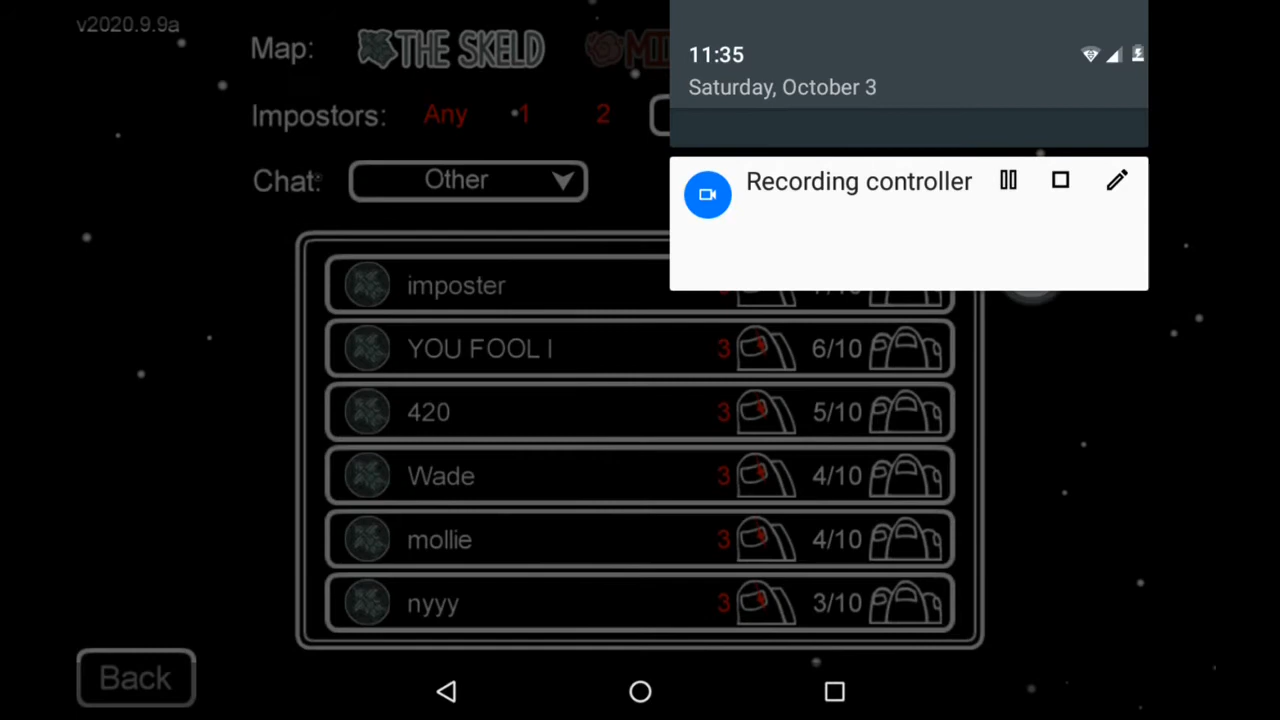 v2020.9.9a
Map: THE SKELD MI
Impostors: Any 1 2
Chat: Other
11:35
Saturday, October 3
Recording controller
imposter
YOU FOOL I 3 6/10
420 3 5/10
Wade 3 4/10
mollie 3 4/10
nyyy 3 3/10
Back